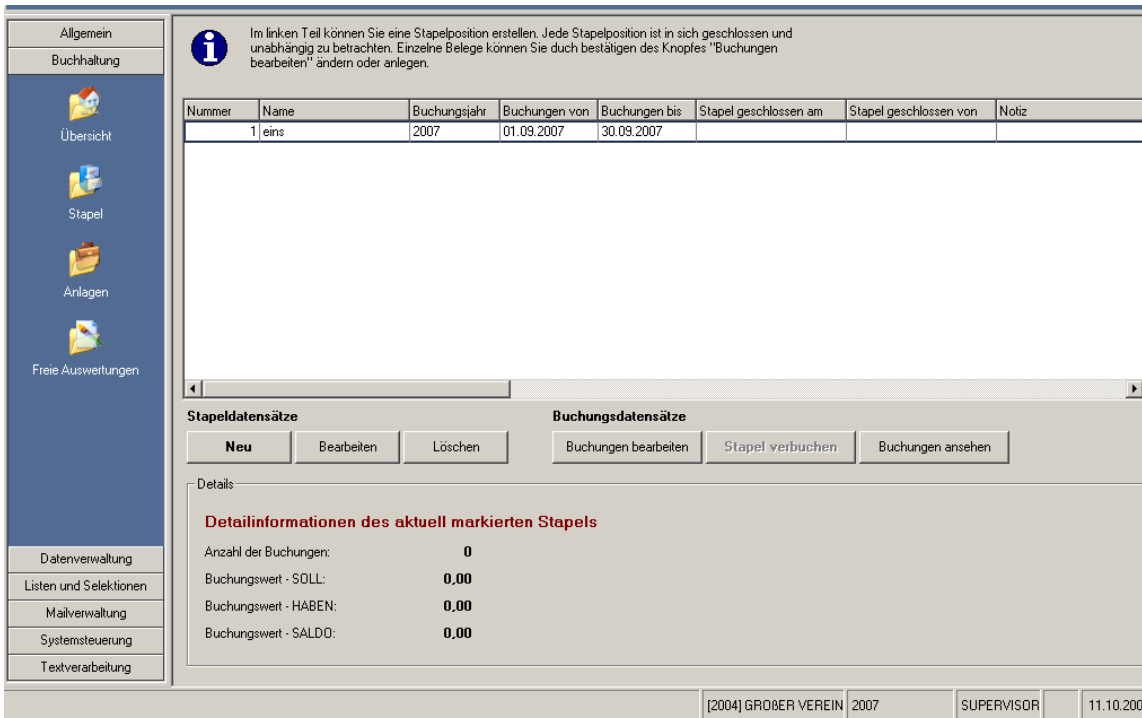 Allgemein
Buchhaltung
Übersicht
Stapel
Anlagen
Freie Auswertungen
Datenverwaltung
Listen und Selektionen
Mailverwaltung
Systemsteuerung
Textverarbeitung
Im linken Teil können Sie eine Stapelposition erstellen. Jede Stapelposition ist in sich geschlossen und
unabhängig zu betrachten. Einzelne Belege können Sie duch bestätigen des Knopfes "Buchungen
bearbeiten" ändern oder anlegen.
Nummer Name Buchungsjahr Buchungen von Buchungen bis Stapel geschlossen am Stapel geschlossen von Notiz
1 eins 2007 01.09.2007 30.09.2007
Stapeldatensätze Buchungsdatensätze
Neu Bearbeiten Löschen Buchungen bearbeiten Stapel verbuchen Buchungen ansehen
Details
Detailinformationen des aktuell markierten Stapels
Anzahl der Buchungen: 0
Buchungswert - SOLL: 0,00
Buchungswert - HABEN: 0,00
Buchungswert - SALDO: 0,00
[2004] GROßER VEREIN 2007 SUPERVISOR 11.10.200